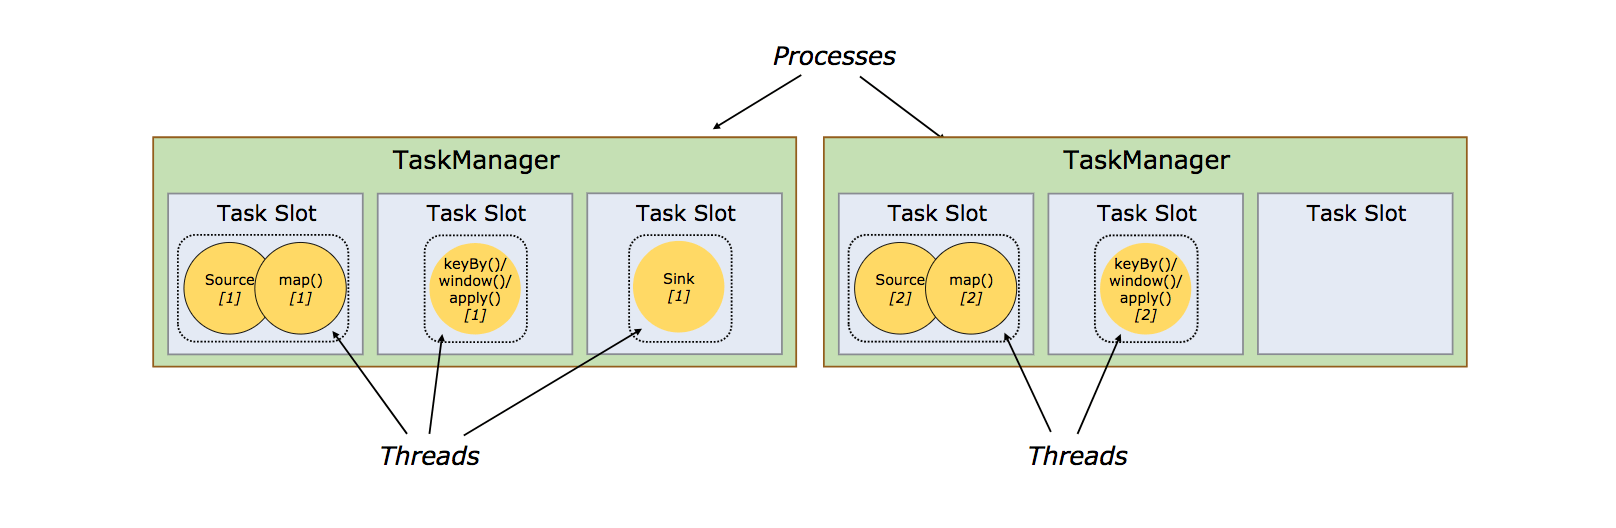 Processes
TaskManager
Task Slot
Source
[1]
map()
[1]
Task Slot
keyBy()/
window()/
apply()
[1]
Task Slot
Sink
[1]
TaskManager
Task Slot
Source
[2]
map()
[2]
Task Slot
keyBy()/
window()/
apply()
[2]
Task Slot
Threads
Threads